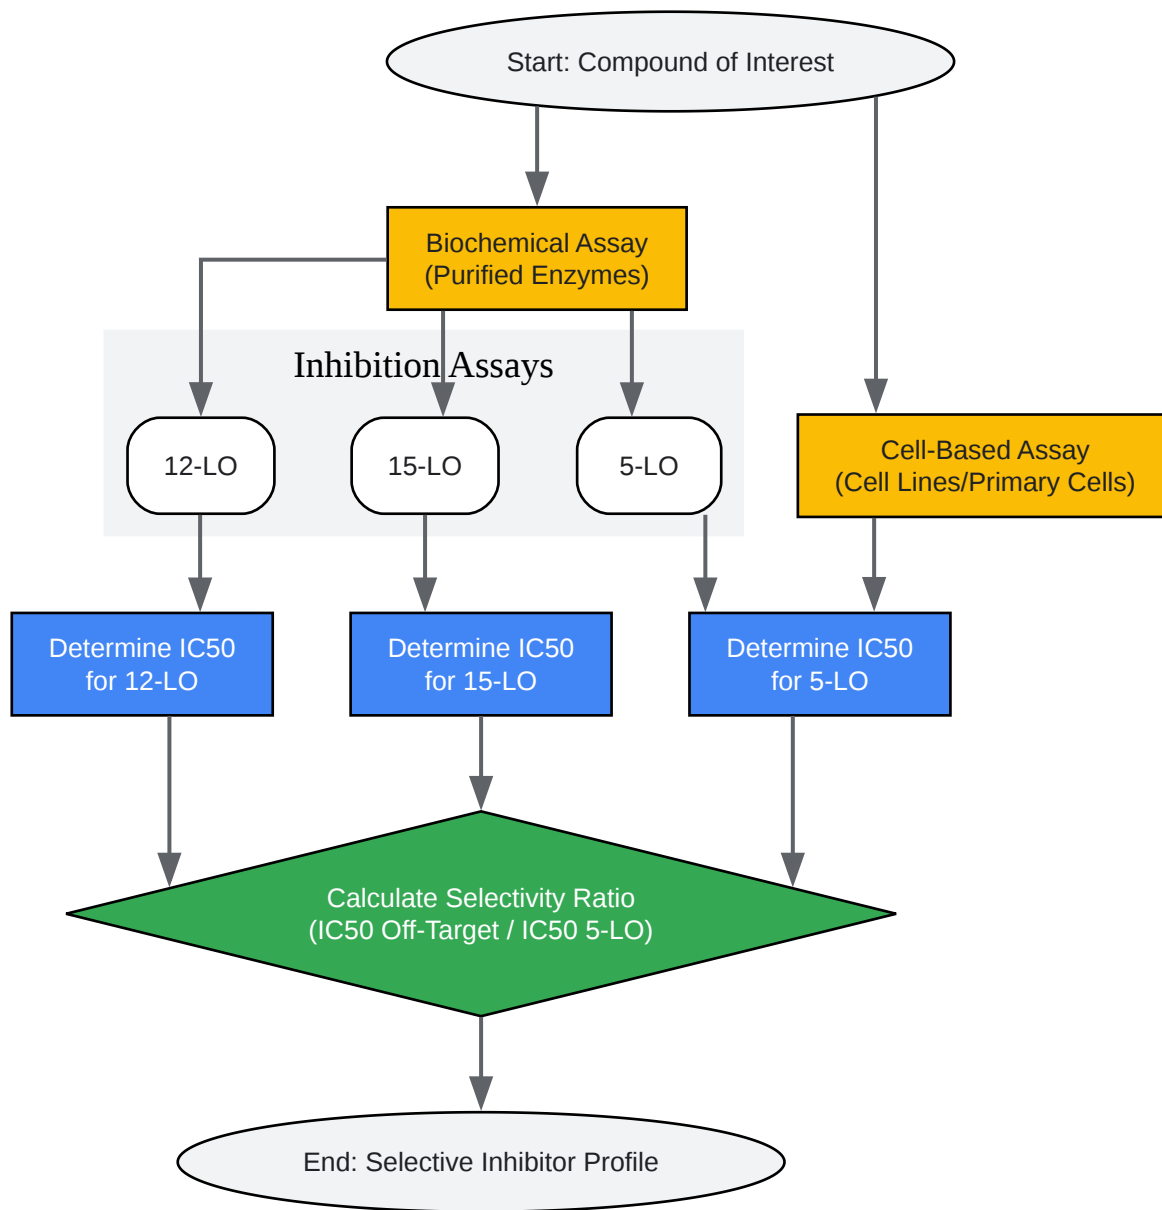 Start: Compound of Interest
Biochemical Assay
(Purified Enzymes)
Inhibition Assays
12-LO
15-LO
5-LO
Cell-Based Assay
(Cell Lines/Primary Cells)
Determine IC50
for 12-LO
Determine IC50
for 15-LO
Determine IC50
for 5-LO
Calculate Selectivity Ratio
(IC50 Off-Target / IC50 5-LO)
End: Selective Inhibitor Profile